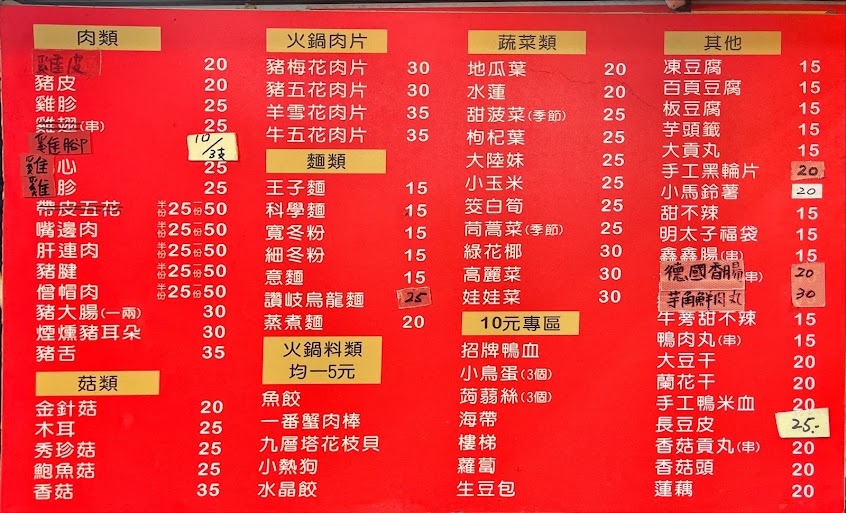 肉類
雞皮 20
豬皮 25
雞胗 25
雞翅(串) 25
雞腳 10/3支
雞心 25
雞胗 25
帶皮五花 半份25 一份50
嘴邊肉 半份25 一份50
肝連肉 半份25 一份50
豬腱 半份25 一份50
僧帽肉 半份25 一份50
豬大腸(一兩) 30
煙燻豬耳朵 30
豬舌 35
菇類
金針菇 20
木耳 25
秀珍菇 25
鮑魚菇 25
香菇 35
火鍋肉片
豬梅花肉片 30
豬五花肉片 30
羊雪花肉片 35
牛五花肉片 35
麵類
王子麵 15
科學麵 15
寬冬粉 15
細冬粉 15
意麵 15
讚岐烏龍麵 25
蒸煮麵 20
火鍋料類
均一15元
魚餃
一番蟹肉棒
九層塔花枝貝
小熱狗
水晶餃
蔬菜類
地瓜葉 20
水蓮 20
甜菠菜(季節) 25
枸杞葉 25
大陸妹 25
小玉米 25
筊白筍 25
茼蒿菜(季節) 25
綠花椰 30
高麗菜 30
娃娃菜 30
10元專區
招牌鴨血
小鳥蛋(3個)
蒟蒻絲(3個)
海帶
樓梯
蘿蔔
生豆包
其他
凍豆腐 15
百頁豆腐 15
板豆腐 15
芋頭籤 15
大貢丸 15
手工黑輪片 20
小馬鈴薯 20
甜不辣 15
明太子福袋 15
鑫鑫腸(串) 15
德國香腸(串) 20
芋角鮮肉丸 30
牛蒡甜不辣 15
鴨肉丸(串) 15
大豆干 20
蘭花干 20
手工鴨米血 20
長豆皮 25.-
香菇貢丸(串) 20
香菇頭 20
蓮藕 20